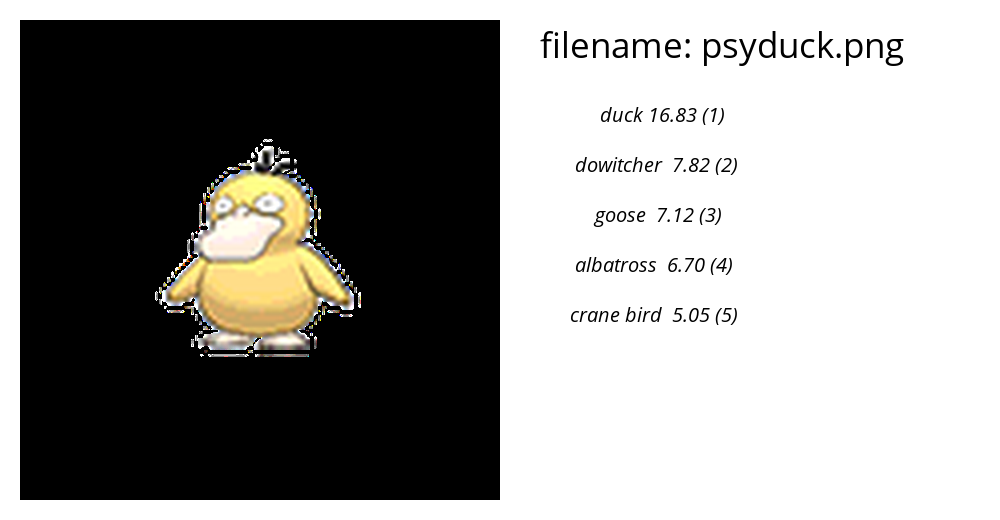 filename: psyduck.png
duck 16.83 (1)
dowitcher 7.82 (2)
goose 7.12 (3)
albatross 6.70 (4)
crane bird 5.05 (5)